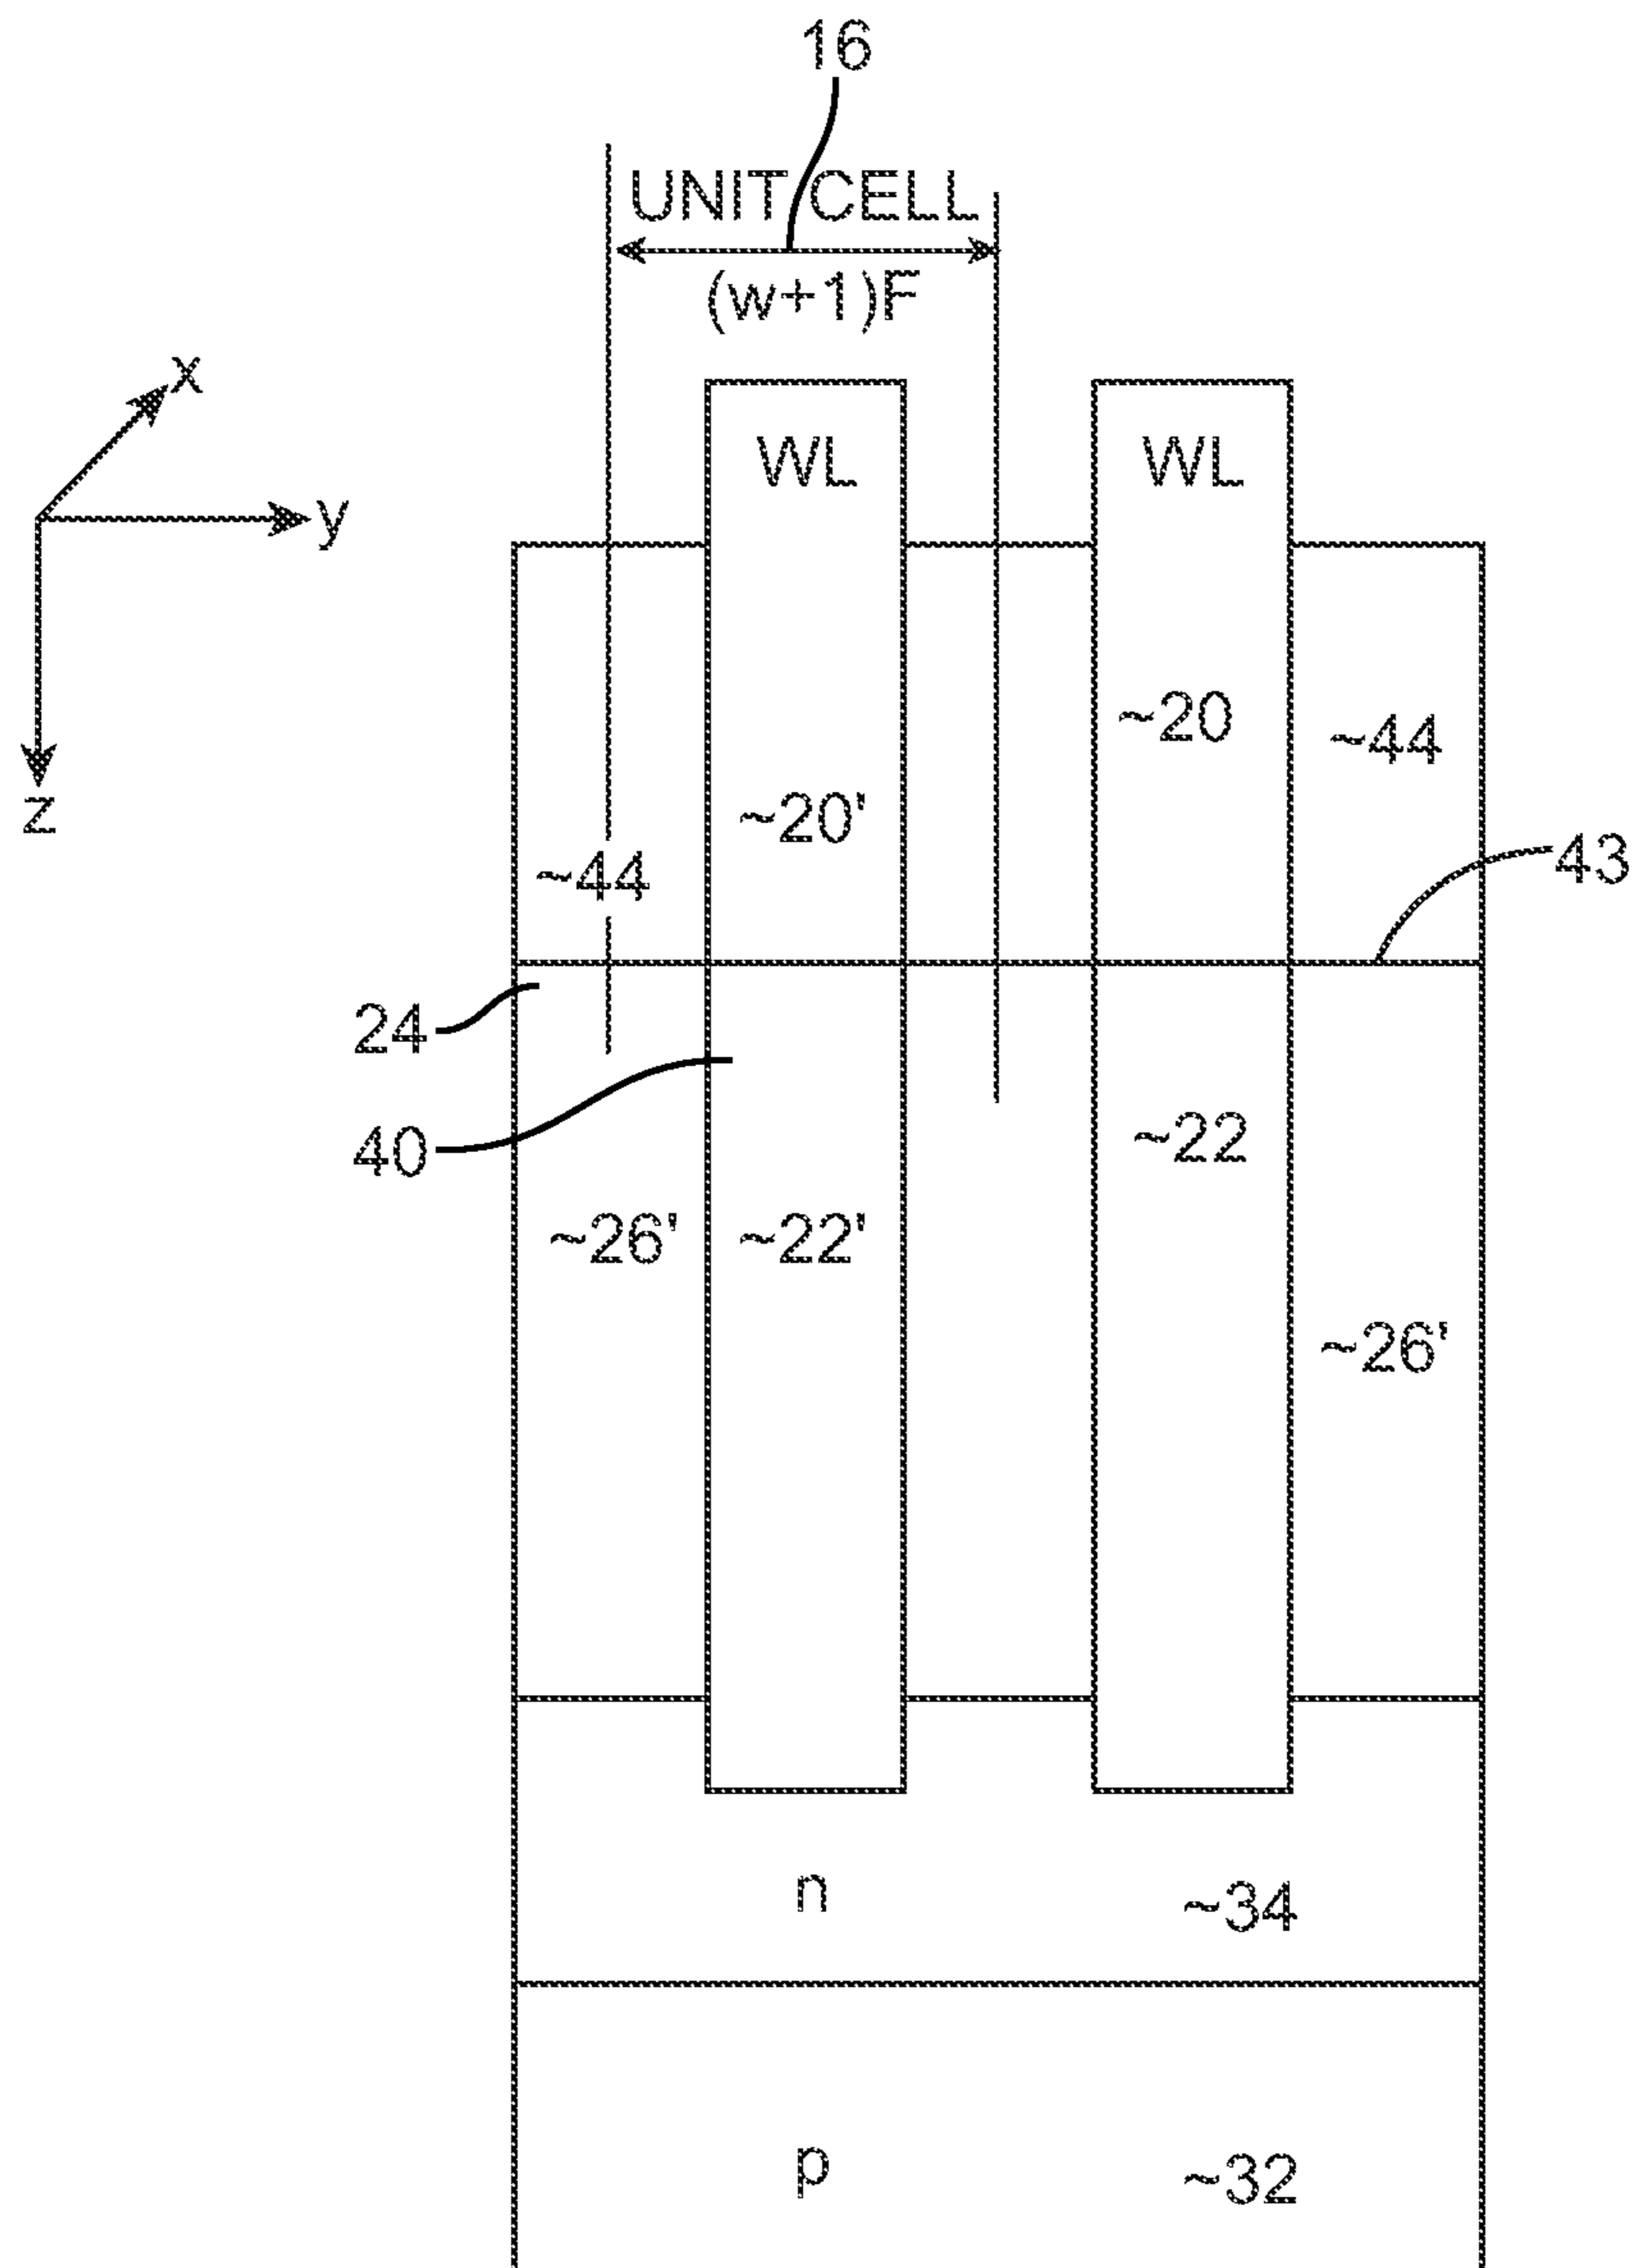 16
UNIT CELL
(w+1)F
x
y
z
WL
WL
~20
~44
~20'
43
~44
24
40
~22
~26'
~22'
~26'
n
~34
p
~32